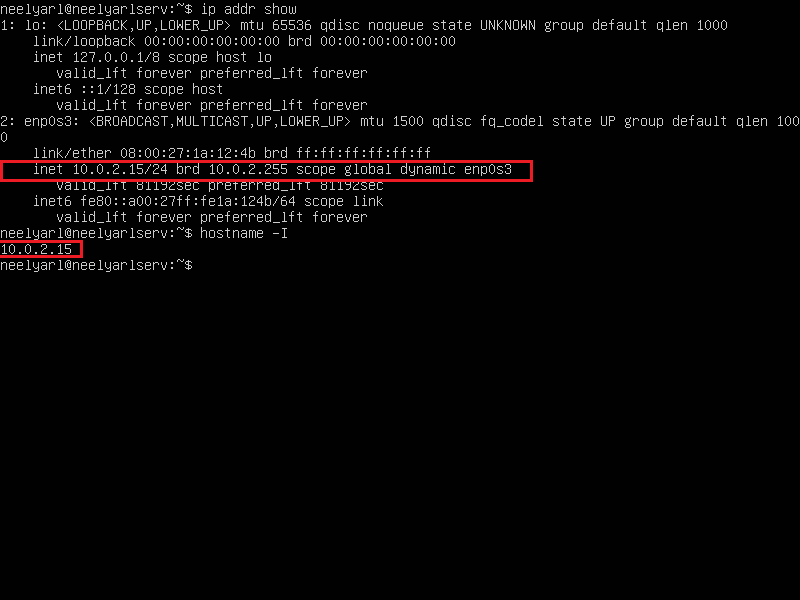 neelyarl@neelyarlserv:~$ ip addr show
1: lo: <LOOPBACK,UP,LOWER_UP> mtu 65536 qdisc noqueue state UNKNOWN group default qlen 1000
    link/loopback 00:00:00:00:00:00 brd 00:00:00:00:00:00
    inet 127.0.0.1/8 scope host lo
       valid_lft forever preferred_lft forever
    inet6 ::1/128 scope host
       valid_lft forever preferred_lft forever
2: enp0s3: <BROADCAST,MULTICAST,UP,LOWER_UP> mtu 1500 qdisc fq_codel state UP group default qlen 100
0
    link/ether 08:00:27:1a:12:4b brd ff:ff:ff:ff:ff:ff
    inet 10.0.2.15/24 brd 10.0.2.255 scope global dynamic enp0s3
       valid_lft 81192sec preferred_lft 81192sec
    inet6 fe80::a00:27ff:fe1a:124b/64 scope link
       valid_lft forever preferred_lft forever
neelyarl@neelyarlserv:~$ hostname -I
10.0.2.15
neelyarl@neelyarlserv:~$